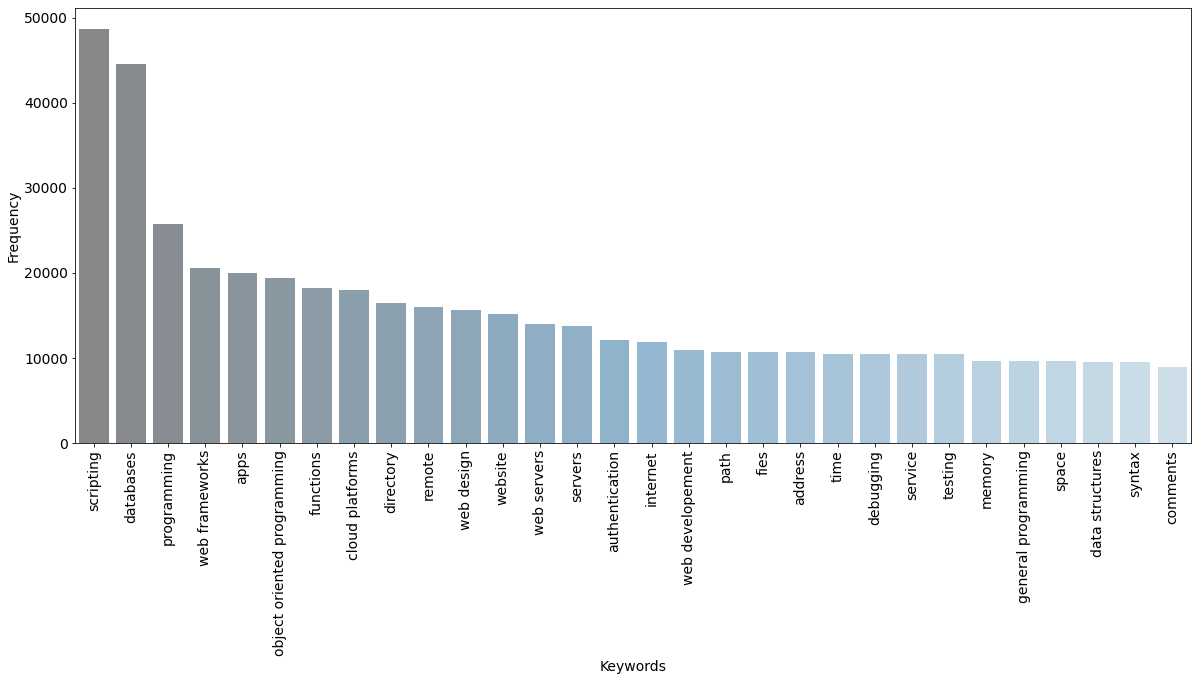 50000
40000
30000
20000
10000
0
Frequency
scripting
databases
programming
web frameworks
apps
object oriented programming
functions
cloud platforms
directory
remote
web design
website
web servers
servers
authentication
internet
web developement
path
fies
address
time
debugging
service
testing
memory
general programming
space
data structures
syntax
comments
Keywords